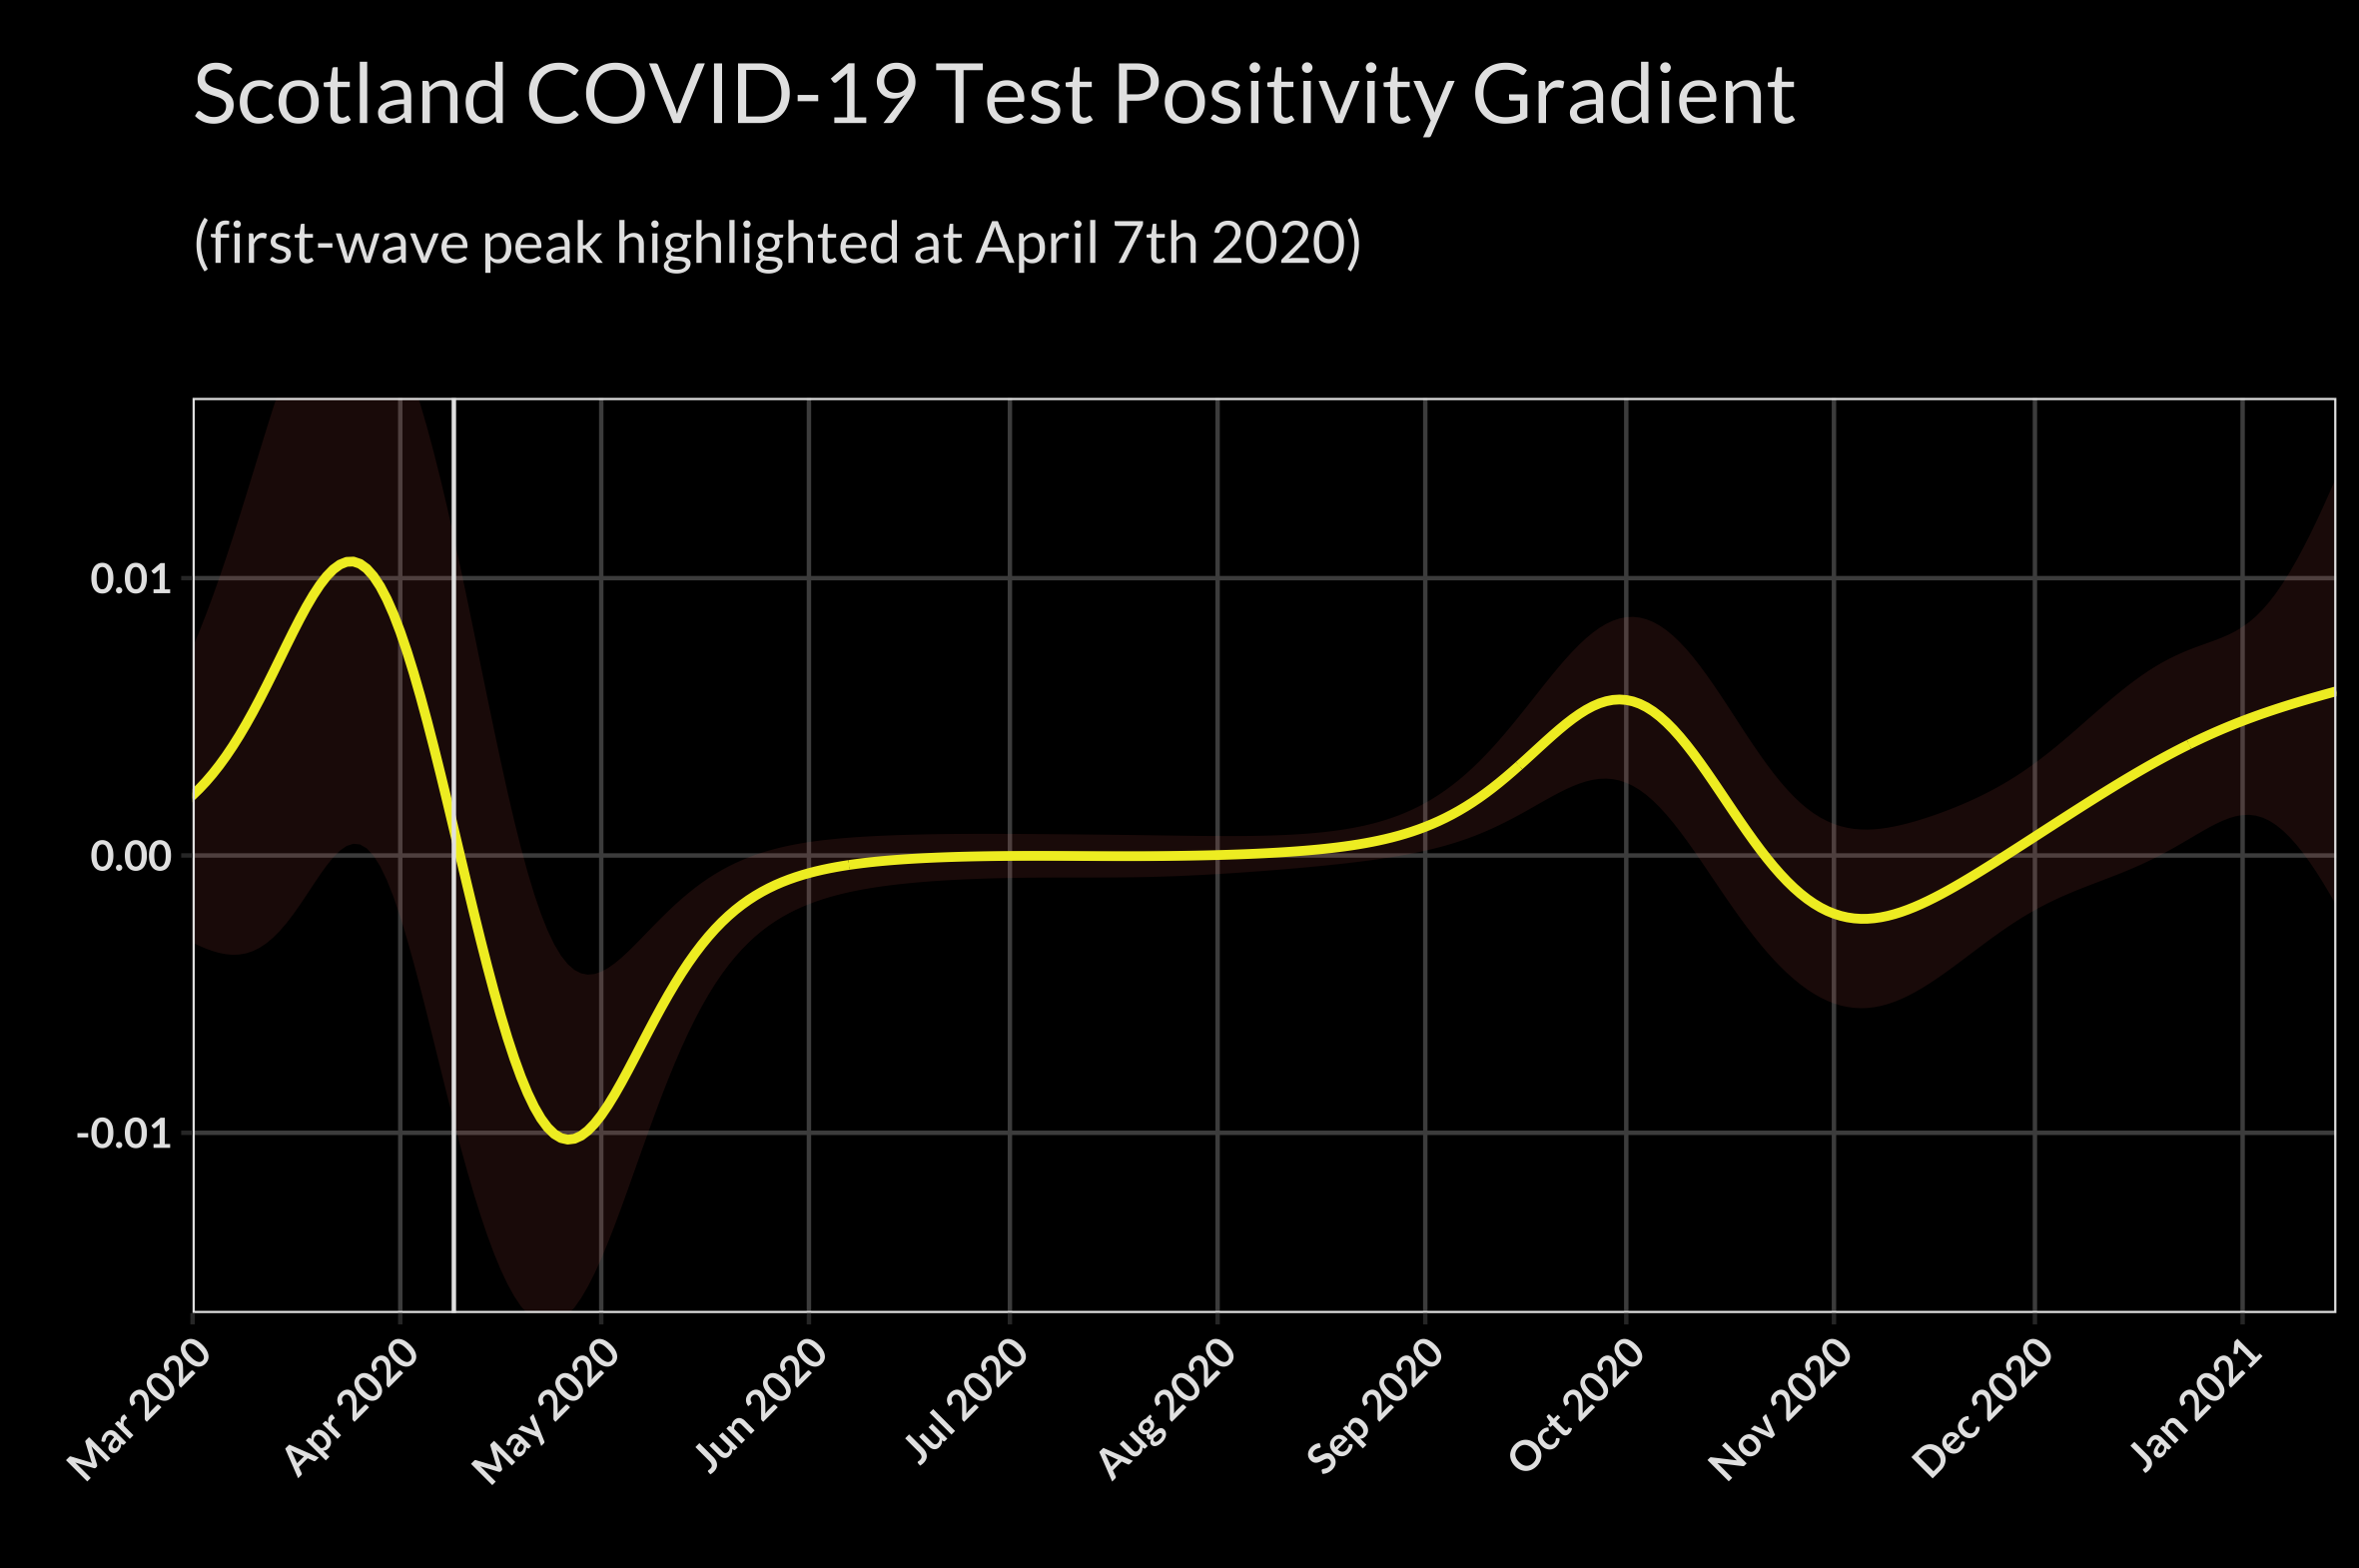 Scotland COVID-19 Test Positivity Gradient
(first-wave peak highlighted at April 7th 2020)
0.01
0.00
-0.01
Mar 2020
Apr 2020
May 2020
Jun 2020
Jul 2020
Aug 2020
Sep 2020
Oct 2020
Nov 2020
Dec 2020
Jan 2021